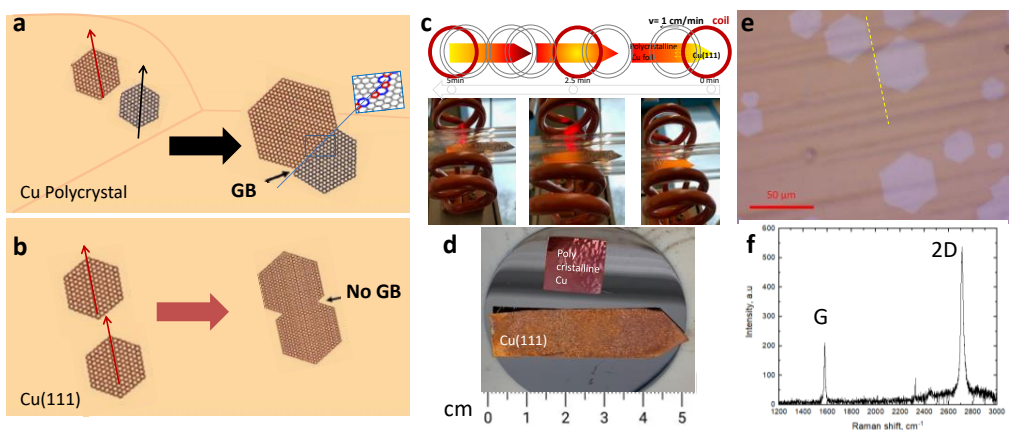 a
GB
Cu Polycrystal
b
No GB
Cu(111)
c
v= 1 cm/min
coil
Polycristalline
Cu foil
Cu(111)
5min
2.5 min
0 min
d
Poly
cristalline
Cu
Cu(111)
cm
0 1 2 3 4 5
e
50 μm
f
600
500
400
300
200
100
0
Intensity, a.u
G
2D
1200 1400 1600 1800 2000 2200 2400 2600 2800 3000
Raman shift, cm⁻¹